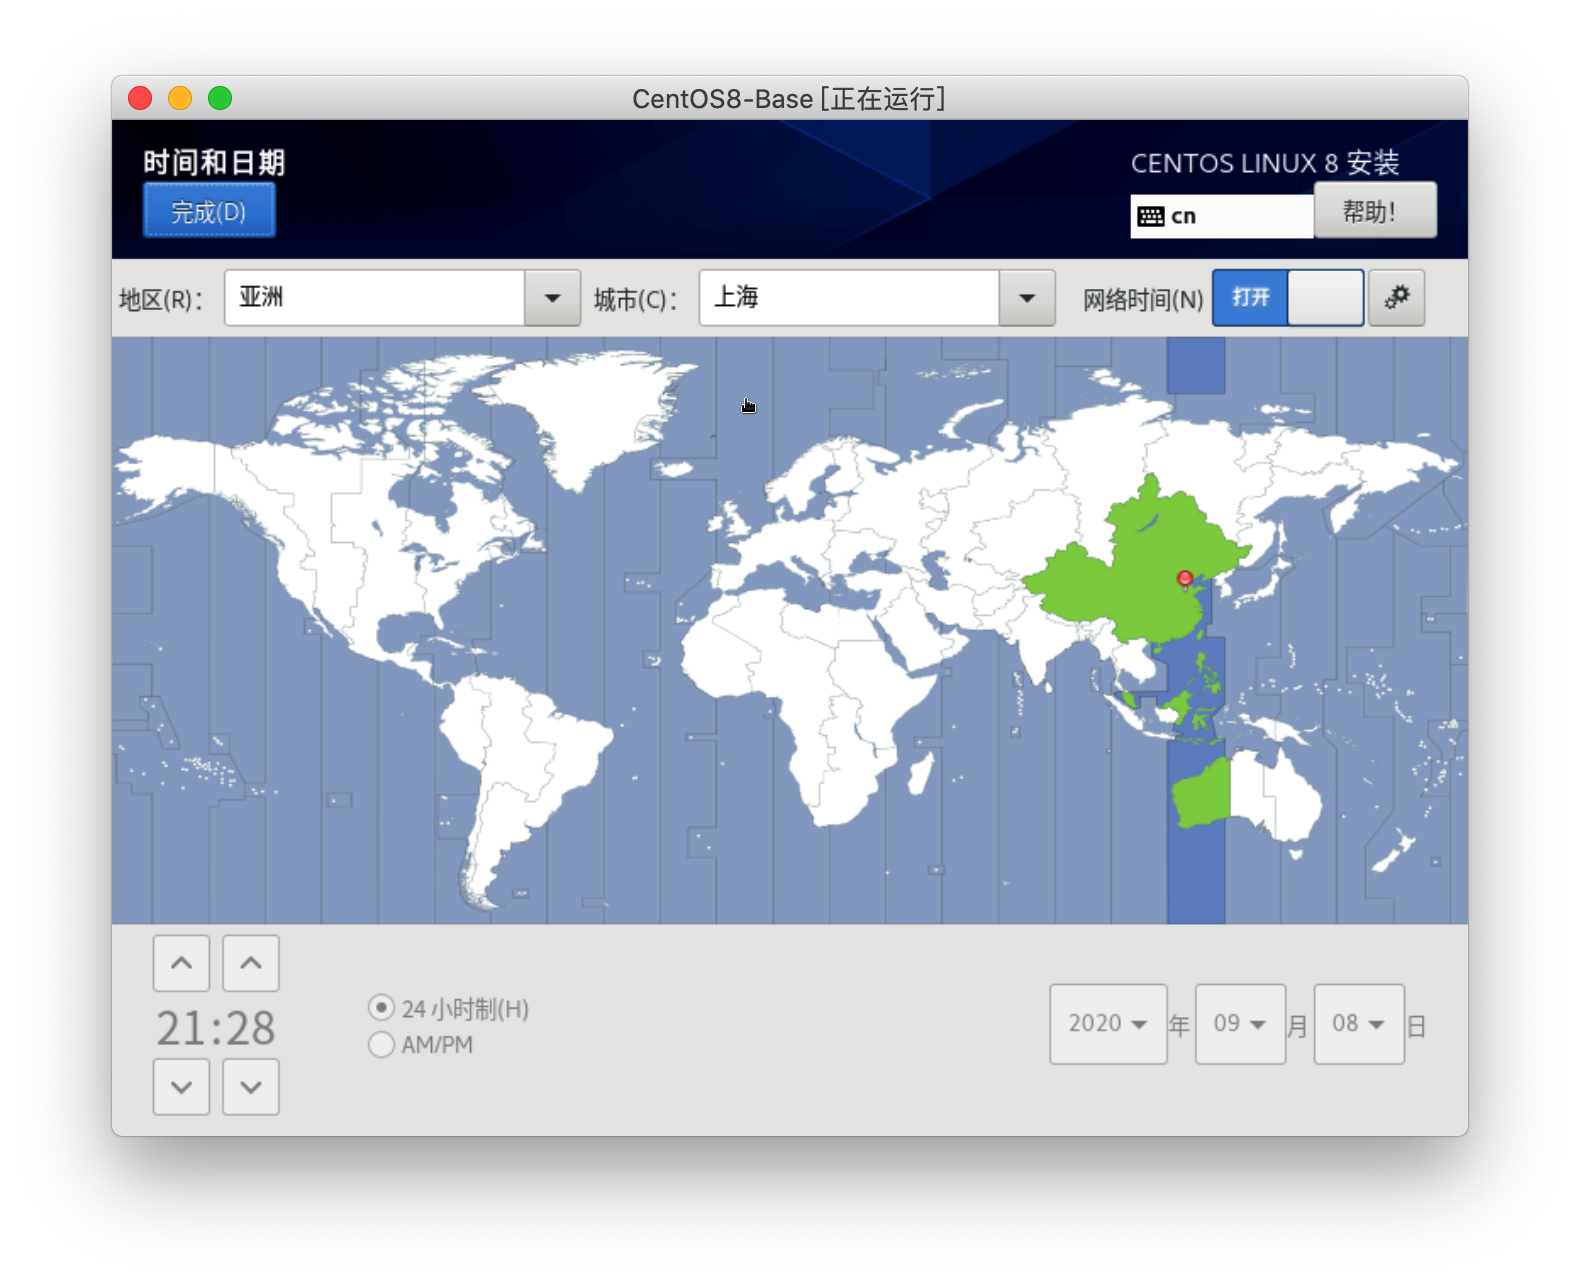 CentOS8-Base [正在运行]
时间和日期
CENTOS LINUX 8 安装
完成(D)
cn
帮助!
地区(R):
亚洲
城市(C):
上海
网络时间(N)
打开
21:28
24 小时制(H)
AM/PM
2020 年 09 月 08 日